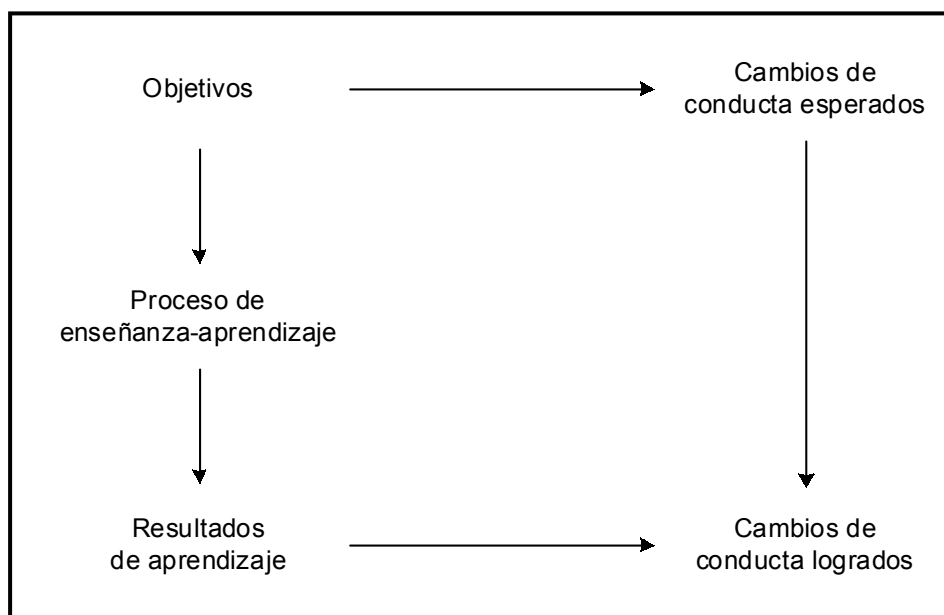 Objetivos
Cambios de
conducta esperados
Proceso de
enseñanza-aprendizaje
Resultados
de aprendizaje
Cambios de
conducta logrados